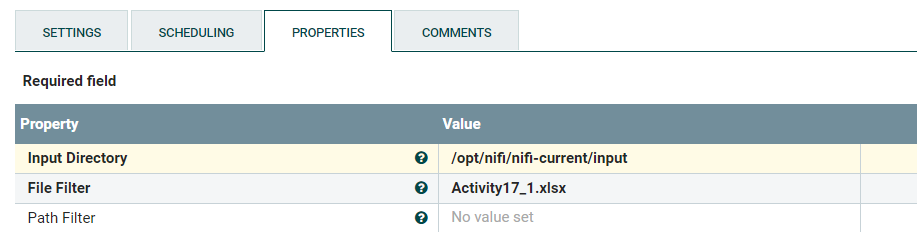 SETTINGS SCHEDULING PROPERTIES COMMENTS
Required field
Property Value
Input Directory ? /opt/nifi/nifi-current/input
File Filter ? Activity17_1.xlsx
Path Filter ? No value set